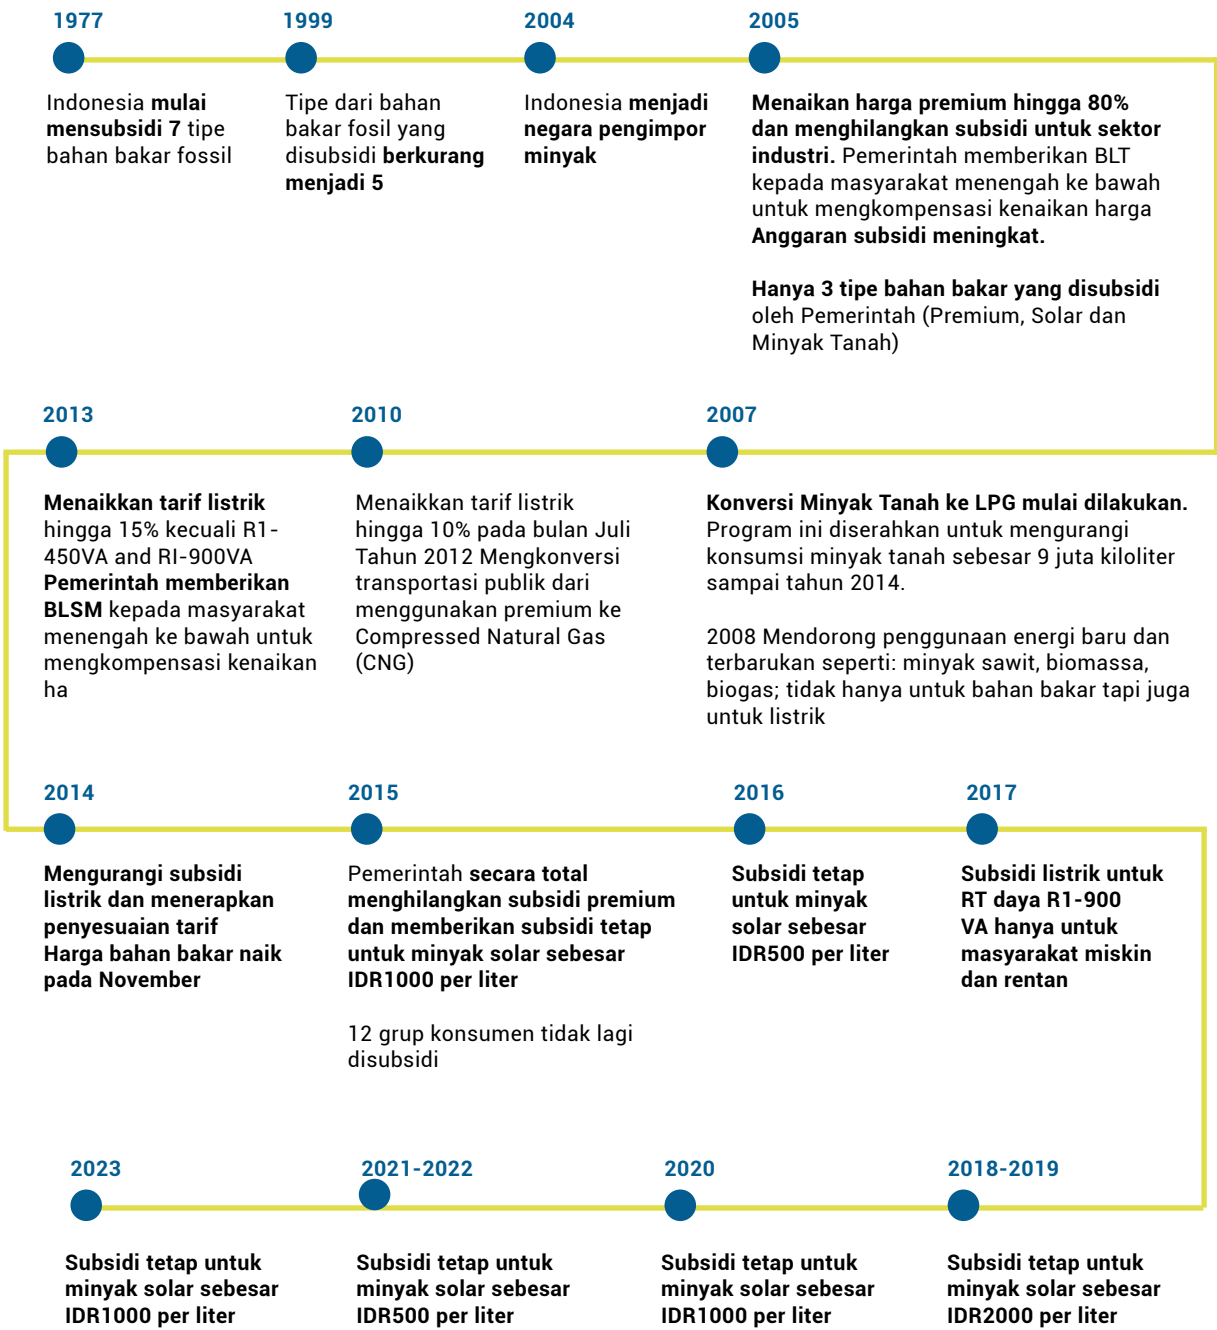 1977
Indonesia mulai
mensubsidi 7 tipe
bahan bakar fossil
1999
Tipe dari bahan
bakar fosil yang
disubsidi berkurang
menjadi 5
2004
Indonesia menjadi
negara pengimpor
minyak
2005
Menaikan harga premium hingga 80%
dan menghilangkan subsidi untuk sektor
industri. Pemerintah memberikan BLT
kepada masyarakat menengah ke bawah
untuk mengkompensasi kenaikan harga
Anggaran subsidi meningkat.
Hanya 3 tipe bahan bakar yang disubsidi
oleh Pemerintah (Premium, Solar dan
Minyak Tanah)
2007
Konversi Minyak Tanah ke LPG mulai dilakukan.
Program ini diserahkan untuk mengurangi
konsumsi minyak tanah sebesar 9 juta kiloliter
sampai tahun 2014.
2008 Mendorong penggunaan energi baru dan
terbarukan seperti: minyak sawit, biomassa,
biogas; tidak hanya untuk bahan bakar tapi juga
untuk listrik
2010
Menaikkan tarif listrik
hingga 10% pada bulan Juli
Tahun 2012 Mengkonversi
transportasi publik dari
menggunakan premium ke
Compressed Natural Gas
(CNG)
2013
Menaikkan tarif listrik
hingga 15% kecuali R1-
450VA and RI-900VA
Pemerintah memberikan
BLSM kepada masyarakat
menengah ke bawah untuk
mengkompensasi kenaikan
ha
2014
Mengurangi subsidi
listrik dan menerapkan
penyesuaian tarif
Harga bahan bakar naik
pada November
2015
Pemerintah secara total
menghilangkan subsidi premium
dan memberikan subsidi tetap
untuk minyak solar sebesar
IDR1000 per liter
12 grup konsumen tidak lagi
disubsidi
2016
Subsidi tetap
untuk minyak
solar sebesar
IDR500 per liter
2017
Subsidi listrik untuk
RT daya R1-900
VA hanya untuk
masyarakat miskin
dan rentan
2018-2019
Subsidi tetap untuk
minyak solar sebesar
IDR2000 per liter
2020
Subsidi tetap untuk
minyak solar sebesar
IDR1000 per liter
2021-2022
Subsidi tetap untuk
minyak solar sebesar
IDR500 per liter
2023
Subsidi tetap untuk
minyak solar sebesar
IDR1000 per liter